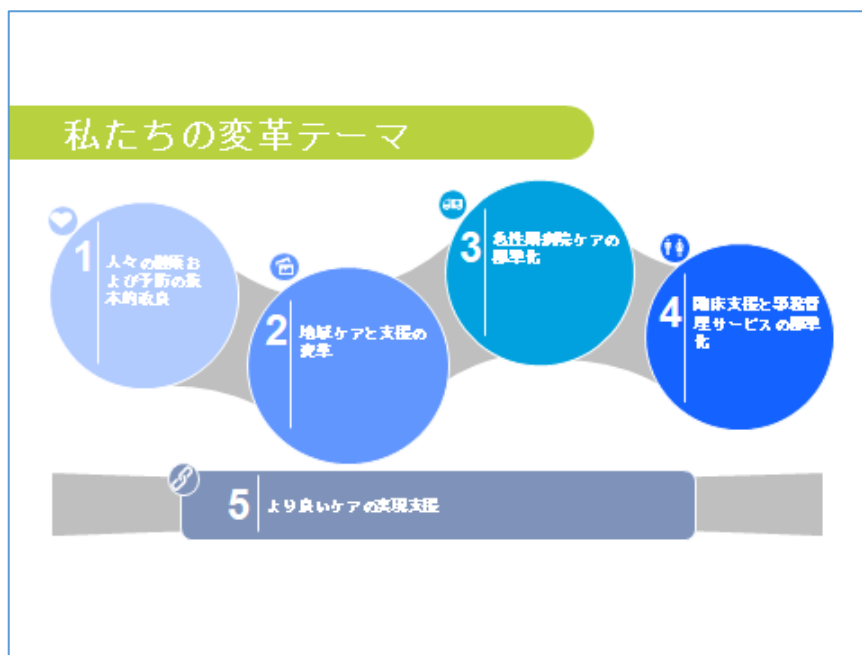 私たちの変革テーマ
1
人々の健康お
よび予防の抜
本的改良
2
地域ケアと支援の
変革
3
急性期病院ケアの
標準化
4
臨床支援と事務管
理サービスの標準
化
5
より良いケアの実現支援